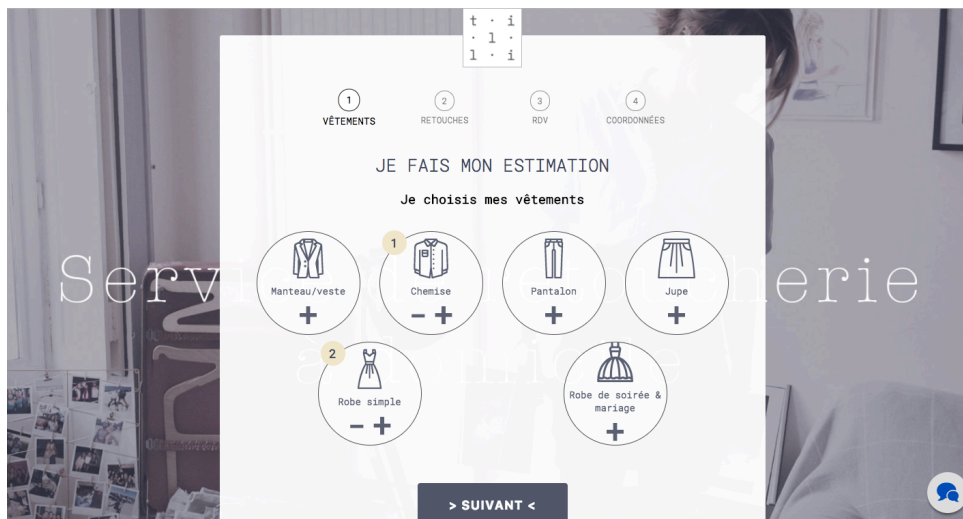 t · i
· l ·
l · i
1
2
3
4
VÊTEMENTS
RETOUCHES
RDV
COORDONNÉES
JE FAIS MON ESTIMATION
Je choisis mes vêtements
1
Manteau/veste
Chemise
Pantalon
Jupe
+
- +
+
+
2
Robe simple
Robe de soirée &
mariage
- +
+
> SUIVANT <